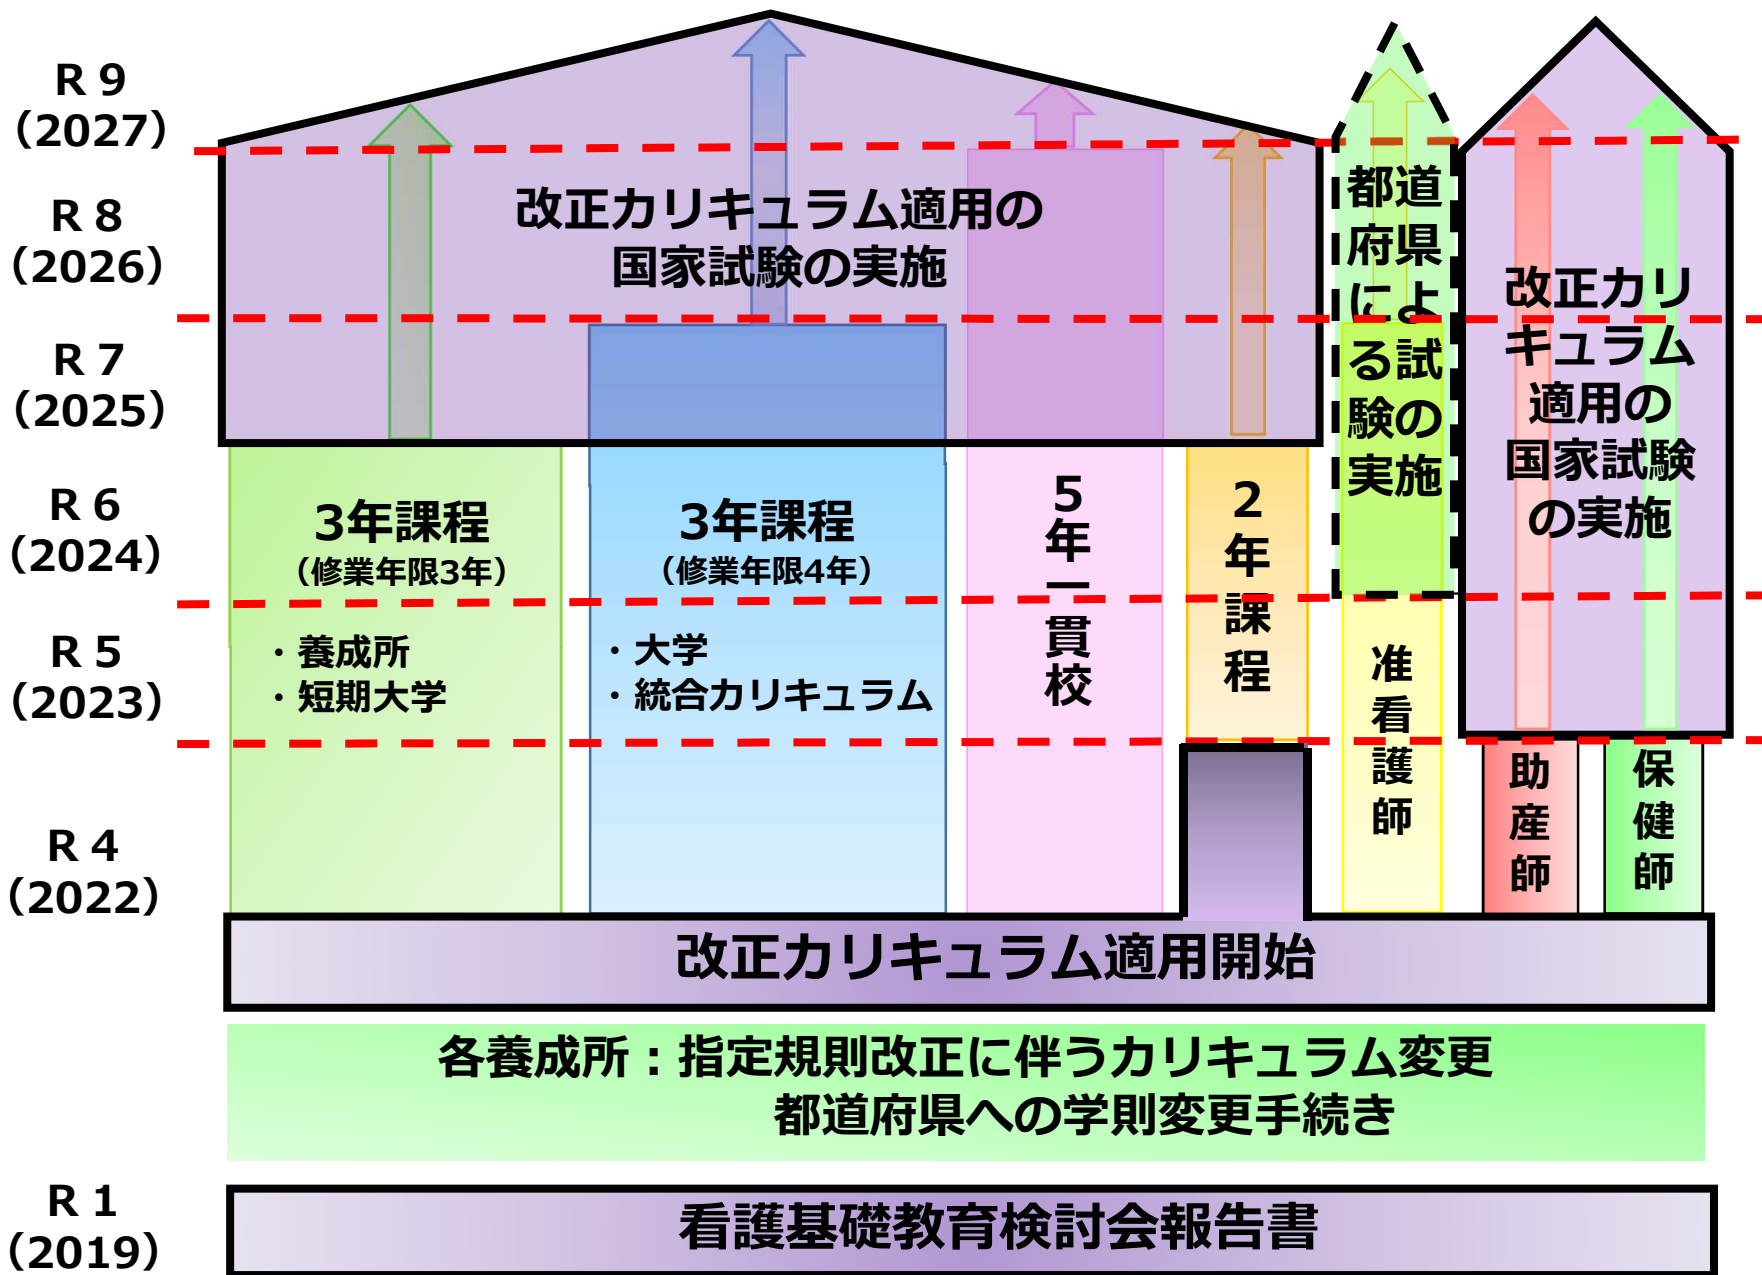 R 9
（2027）
R 8
（2026）
R 7
（2025）
R 6
（2024）
R 5
（2023）
R 4
（2022）
R 1
（2019）
改正カリキュラム適用の
国家試験の実施
都道
府県
によ
る試
験の
実施
改正カリ
キュラム
適用の
国家試験
の実施
3年課程
（修業年限3年）
・養成所
・短期大学
3年課程
（修業年限4年）
・大学
・統合カリキュラム
5年一貫校
2年課程
准看護師
助産師
保健師
改正カリキュラム適用開始
各養成所：指定規則改正に伴うカリキュラム変更
都道府県への学則変更手続き
看護基礎教育検討会報告書